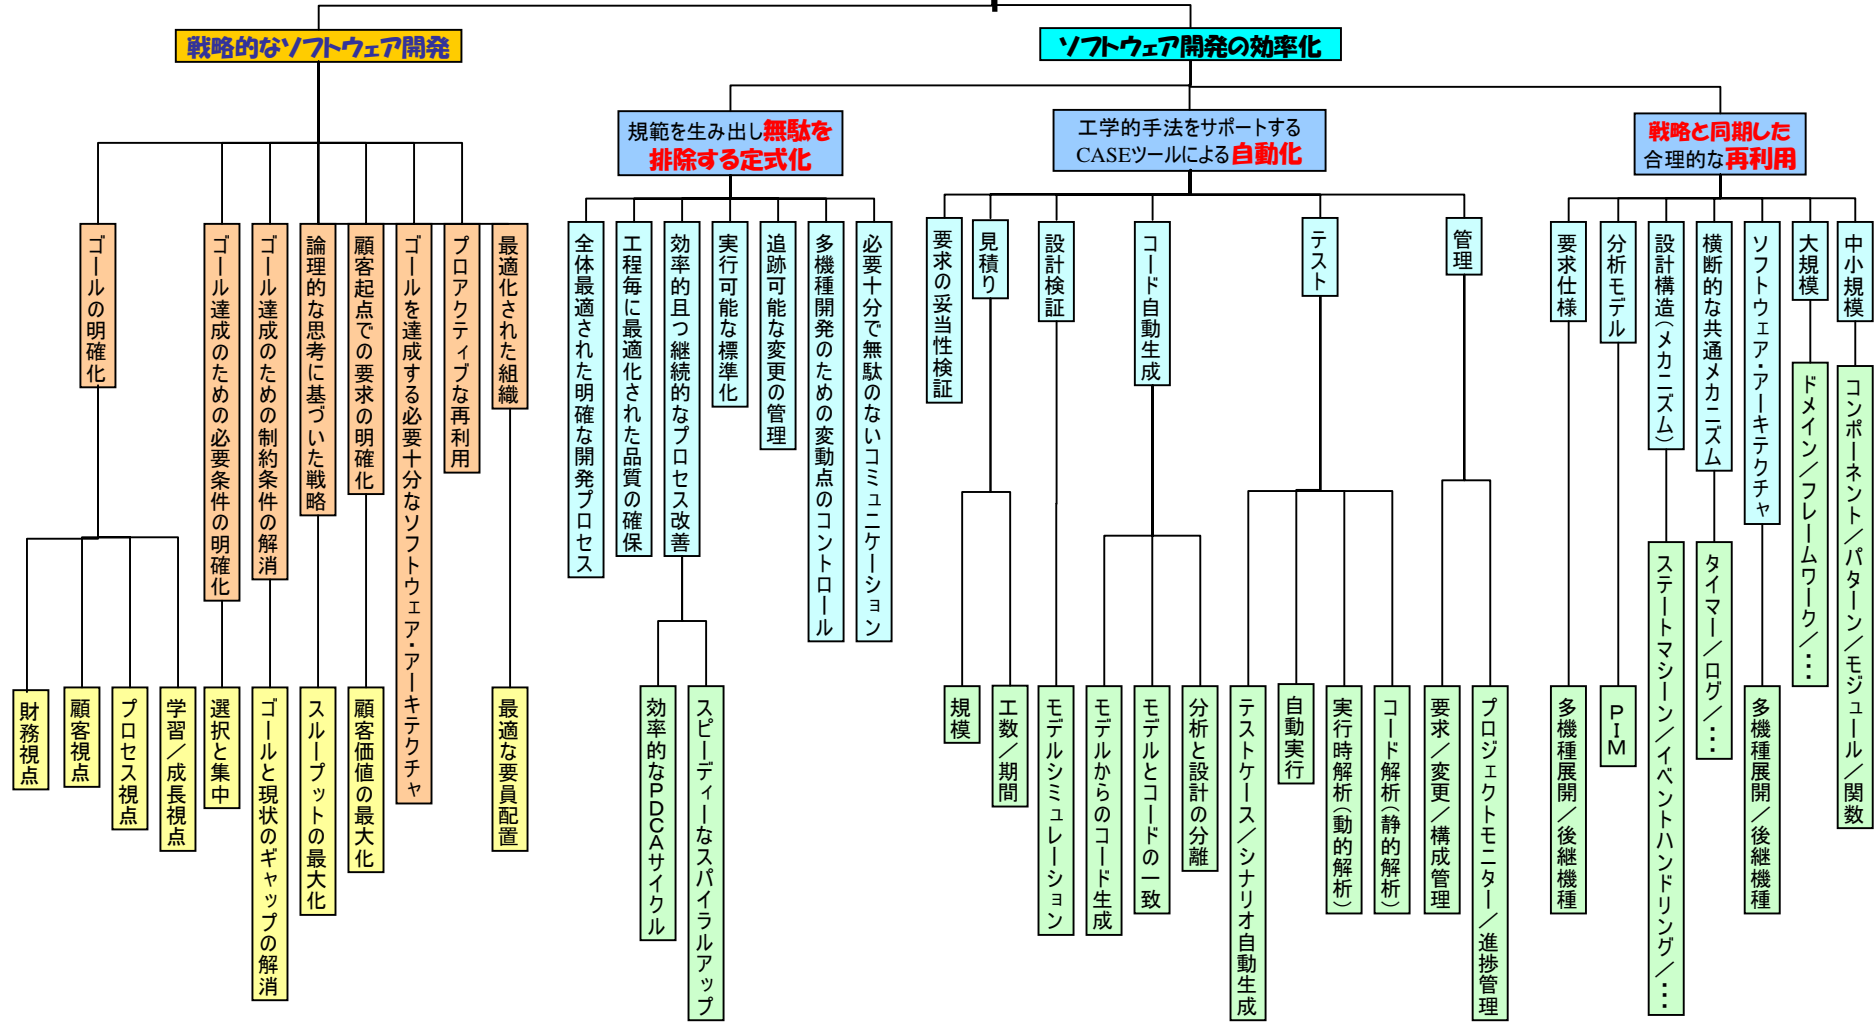 戦略的なソフトウェア開発
ソフトウェア開発の効率化
規範を生み出し無駄を
排除する定式化
工学的手法をサポートする
CASEツールによる自動化
戦略と同期した
合理的な再利用
ゴールの明確化
ゴール達成のための必要条件の明確化
ゴール達成のための制約条件の解消
論理的な思考に基づいた戦略
顧客起点での要求の明確化
ゴールを達成する必要十分なソフトウェア・アーキテクチャ
プロアクティブな再利用
最適化された組織
全体最適された明確な開発プロセス
工程毎に最適化された品質の確保
効率的且つ継続的なプロセス改善
実行可能な標準化
追跡可能な変更の管理
多機種開発のための変動点のコントロール
必要十分で無駄のないコミュニケーション
要求の妥当性検証
見積り
設計検証
コード自動生成
テスト
管理
要求仕様
分析モデル
設計構造(メカニズム)
横断的な共通メカニズム
ソフトウェア・アーキテクチャ
大規模
中小規模
ドメイン/フレームワーク/・・・
コンポーネント/パターン/モジュール/関数
ステートマシーン/イベントハンドリング/・・・
タイマー/ログ/・・・
財務視点
顧客視点
プロセス視点
学習/成長視点
選択と集中
ゴールと現状のギャップの解消
スループットの最大化
顧客価値の最大化
最適な要員配置
効率的なPDCAサイクル
スピーディーなスパイラルアップ
規模
工数/期間
モデルシミュレーション
モデルからのコード生成
モデルとコードの一致
分析と設計の分離
テストケース/シナリオ自動生成
自動実行
実行時解析(動的解析)
コード解析(静的解析)
要求/変更/構成管理
プロジェクトモニター/進捗管理
多機種展開/後継機種
PIM
多機種展開/後継機種